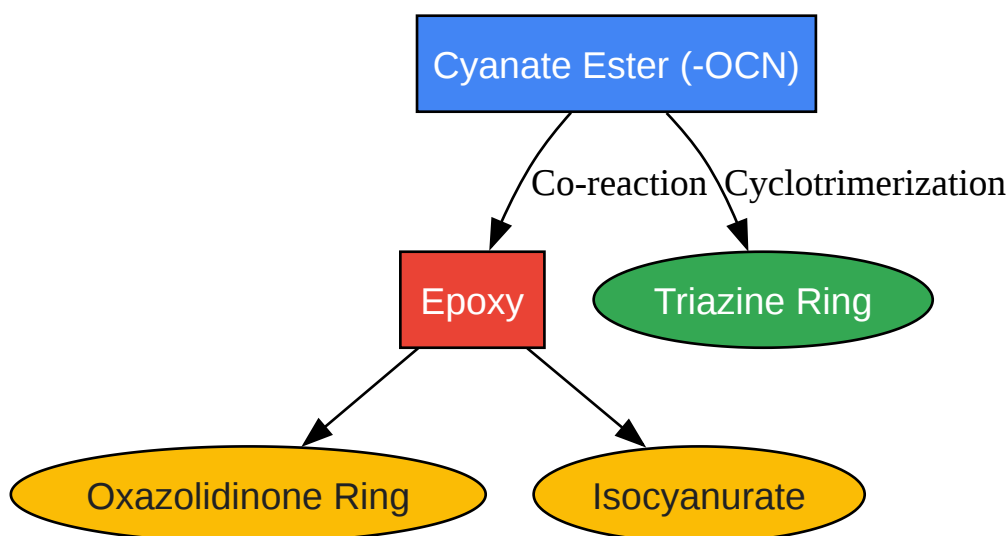 Cyanate Ester (-OCN)
Co-reaction
Cyclotrimerization
Epoxy
Triazine Ring
Oxazolidinone Ring
Isocyanurate